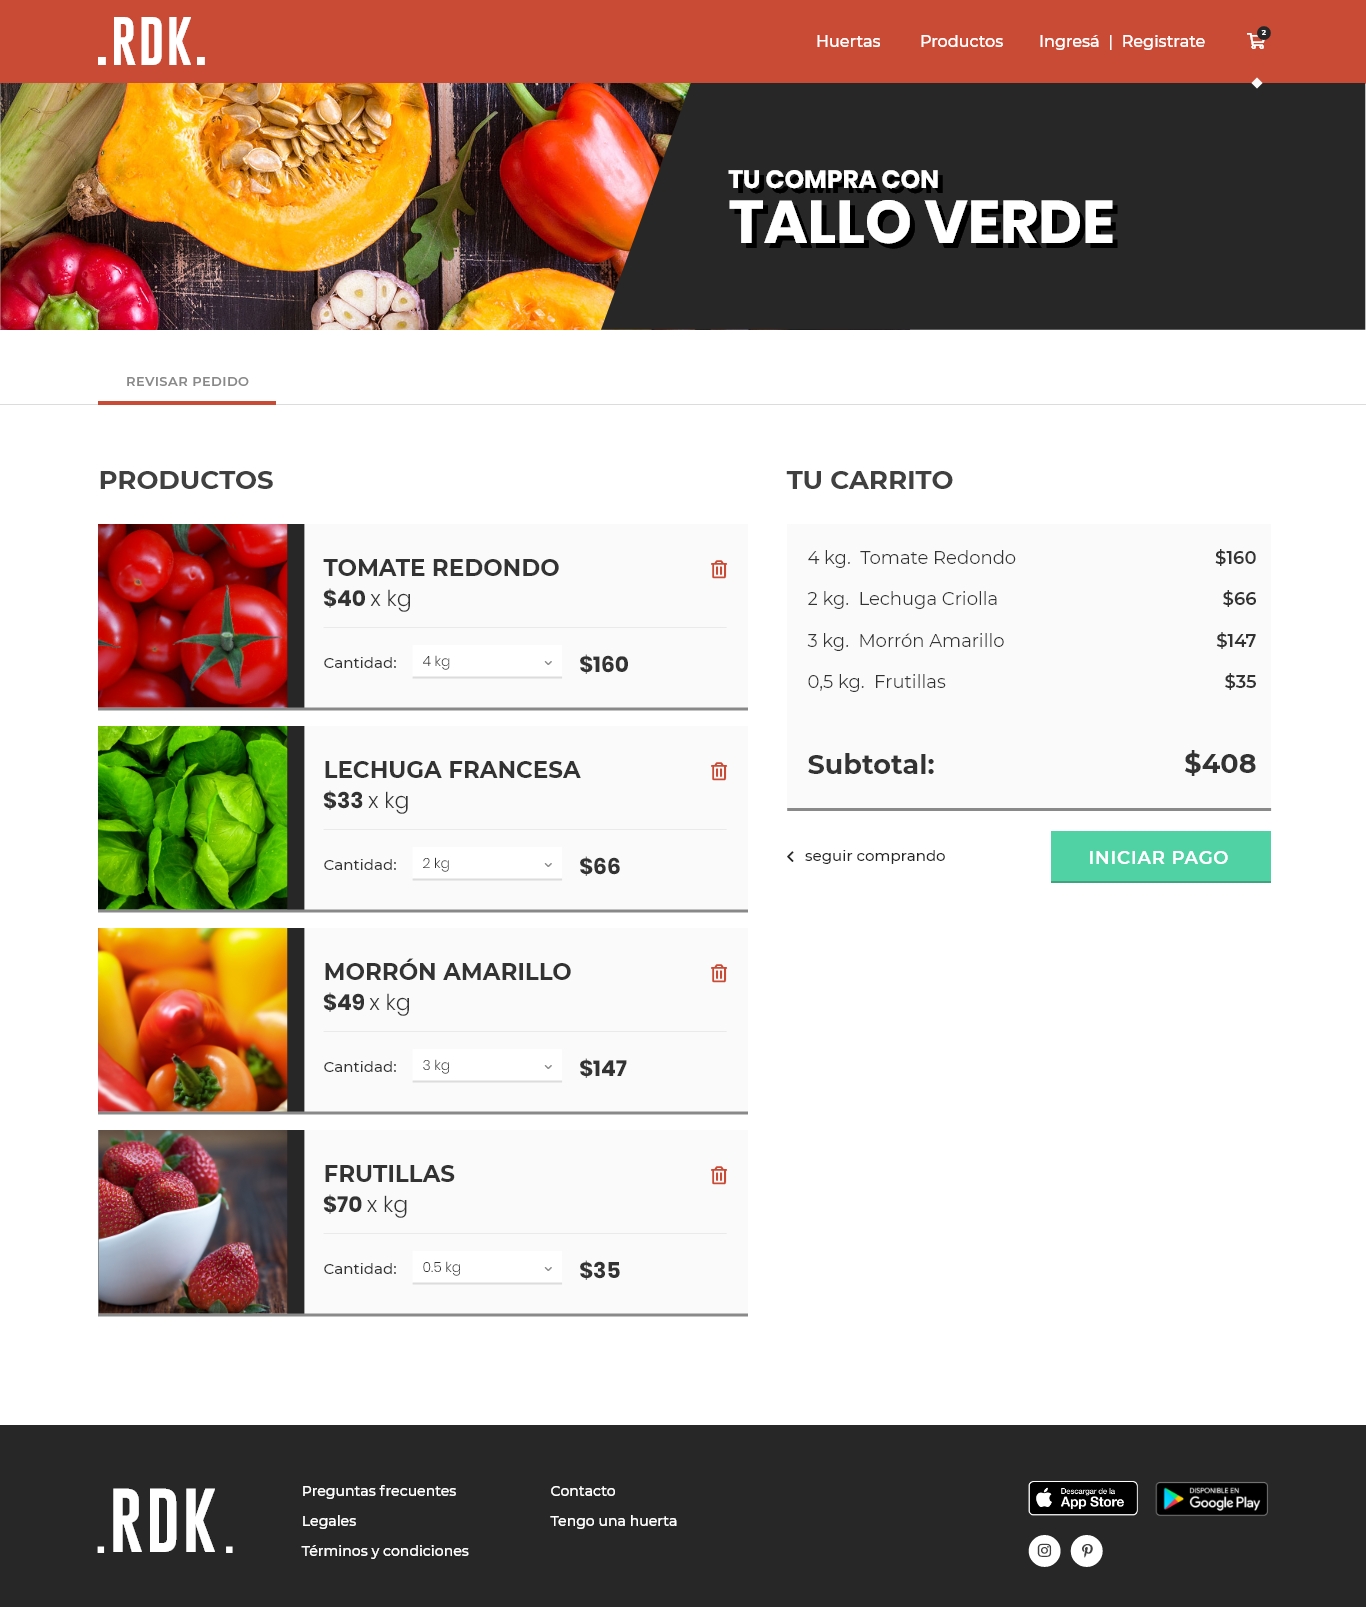 .RDK.
Huertas Productos Ingresá | Registrate 2
TU COMPRA CON
TALLO VERDE
REVISAR PEDIDO
PRODUCTOS
TOMATE REDONDO
$40 x kg
Cantidad: 4 kg $160
LECHUGA FRANCESA
$33 x kg
Cantidad: 2 kg $66
MORRÓN AMARILLO
$49 x kg
Cantidad: 3 kg $147
FRUTILLAS
$70 x kg
Cantidad: 0.5 kg $35
TU CARRITO
4 kg. Tomate Redondo $160
2 kg. Lechuga Criolla $66
3 kg. Morrón Amarillo $147
0,5 kg. Frutillas $35
Subtotal: $408
seguir comprando
INICIAR PAGO
.RDK.
Preguntas frecuentes
Legales
Términos y condiciones
Contacto
Tengo una huerta
Descargar de la
App Store
DISPONIBLE EN
Google Play